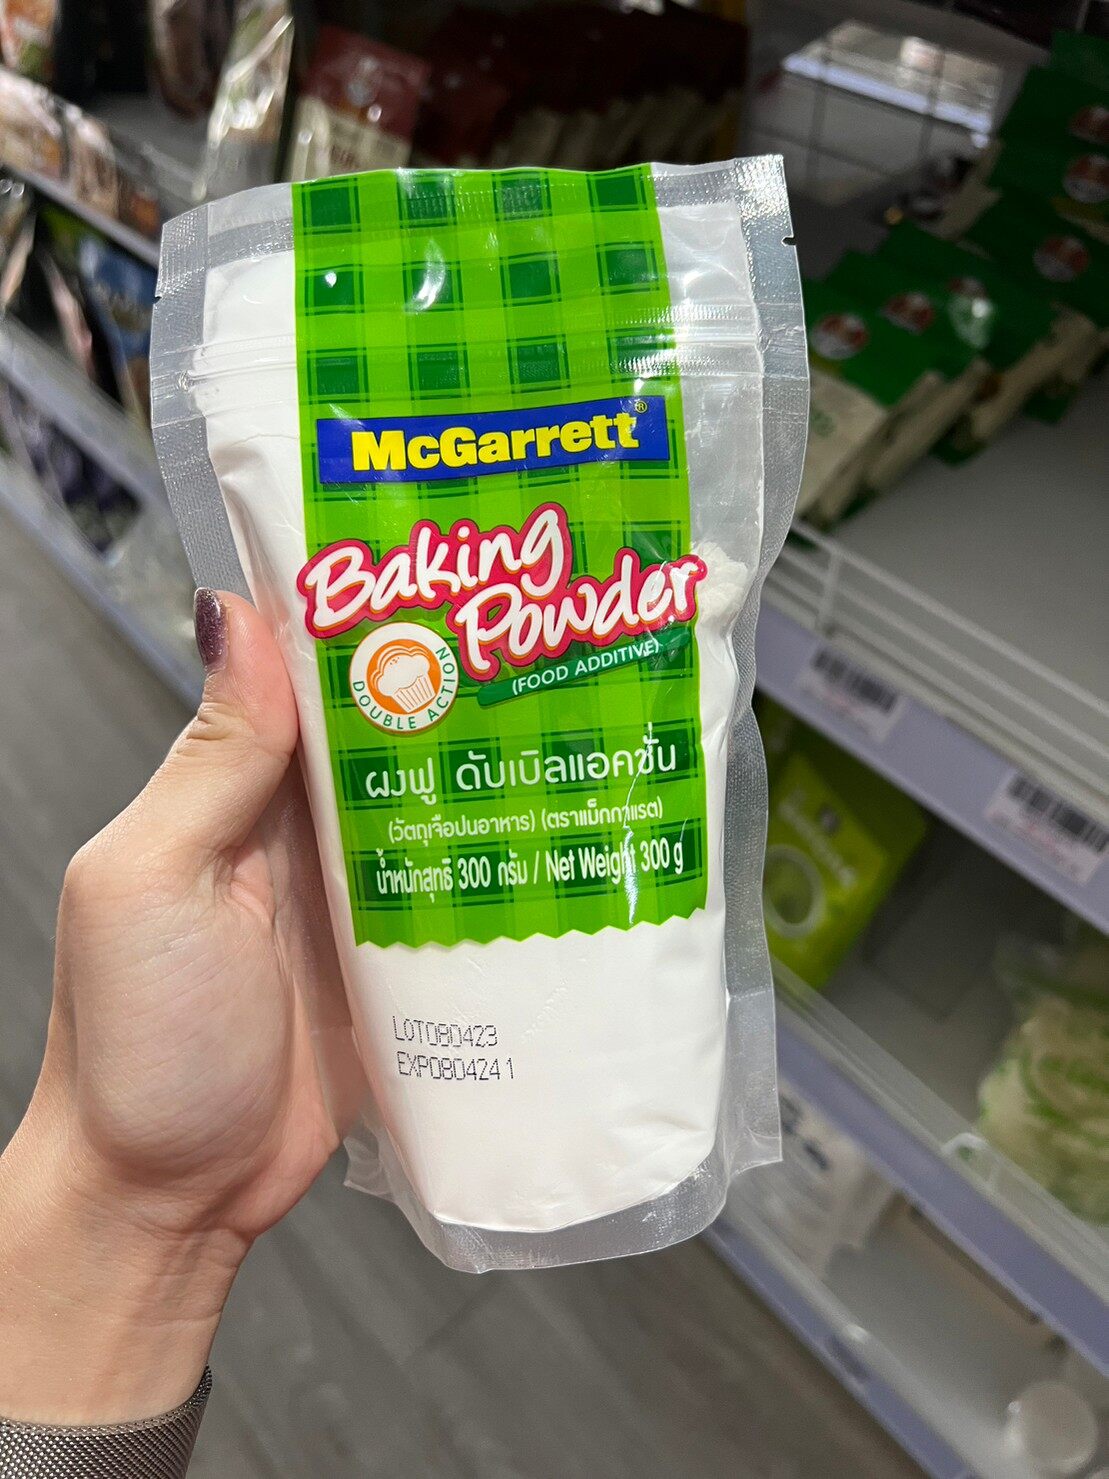 McGarrett®
Baking
Powder
(FOOD ADDITIVE)
DOUBLE ACTION
ผงฟู ดับเบิลแอคชั่น
(วัตถุเจือปนอาหาร) (ตราแม็กกาแรต)
น้ำหนักสุทธิ 300 กรัม / Net Weight 300 g
LOT080423
EXP080424 1